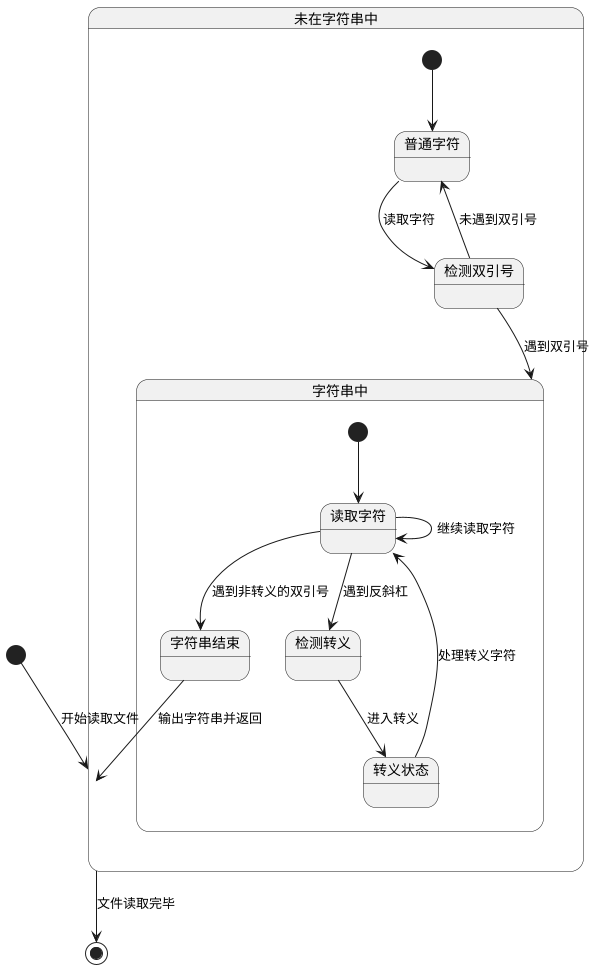 未在字符串中
普通字符
读取字符
未遇到双引号
检测双引号
遇到双引号
字符串中
读取字符
继续读取字符
遇到非转义的双引号
遇到反斜杠
字符串结束
检测转义
处理转义字符
开始读取文件
输出字符串并返回
进入转义
转义状态
文件读取完毕